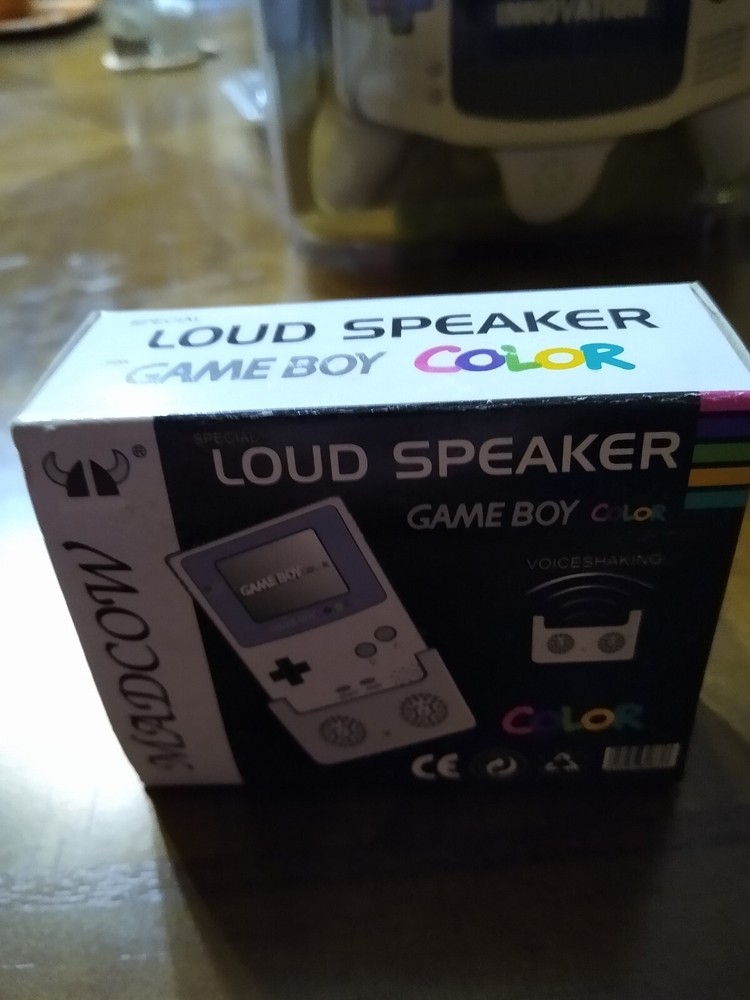 INNOVATION
SPECIAL
LOUD SPEAKER
FOR GAME BOY COLOR
SPECIAL
LOUD SPEAKER
GAME BOY COLOR
®
MADCOW
VOICESHAKING
GAME BOY
COLOR
CE